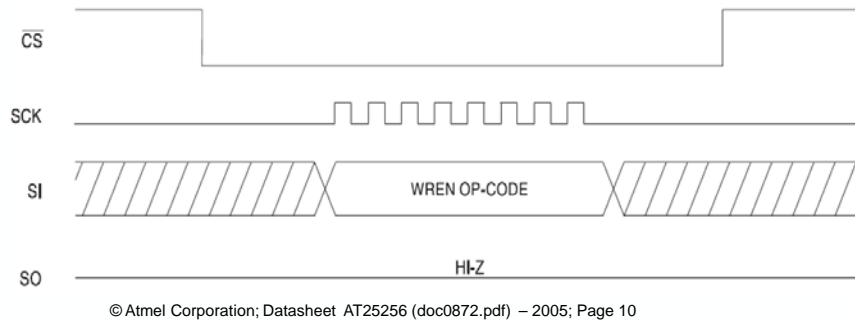 CS
SCK
SI
WREN OP-CODE
SO
HI-Z
© Atmel Corporation; Datasheet AT25256 (doc0872.pdf) – 2005; Page 10